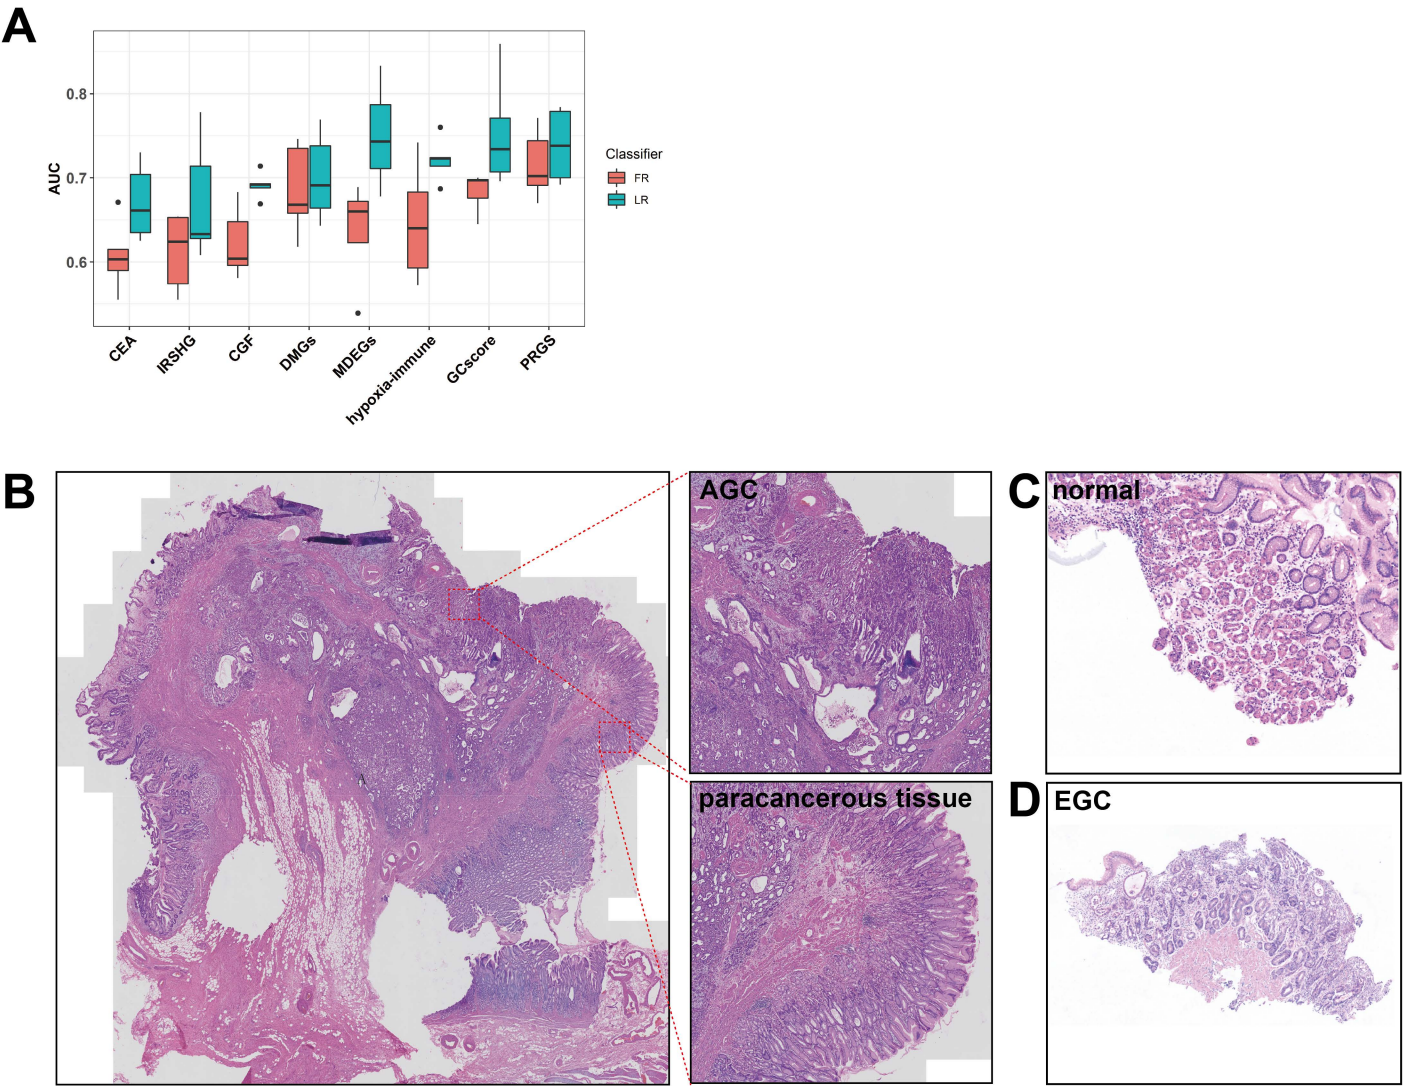 A
AUC
0.8
0.7
0.6
CEA
IRSHG
CGF
DMGs
MDEGs
hypoxia-immune
GCscore
PRGS
Classifier
FR
LR
B
A
AGC
paracancerous tissue
C
normal
D
EGC